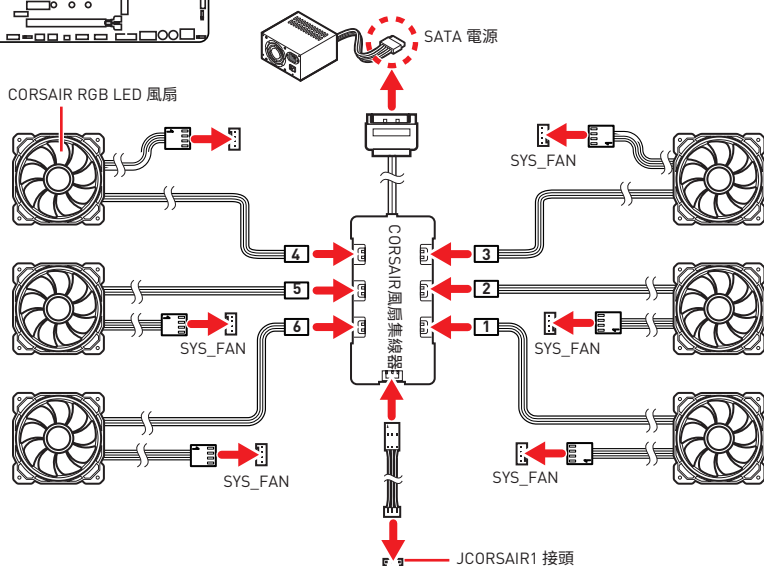 SATA 電源
CORSAIR RGB LED 風扇
SYS_FAN
4
3
CORSAIR風扇集線器
5
2
6
1
SYS_FAN
SYS_FAN
SYS_FAN
SYS_FAN
JCORSAIR1 接頭